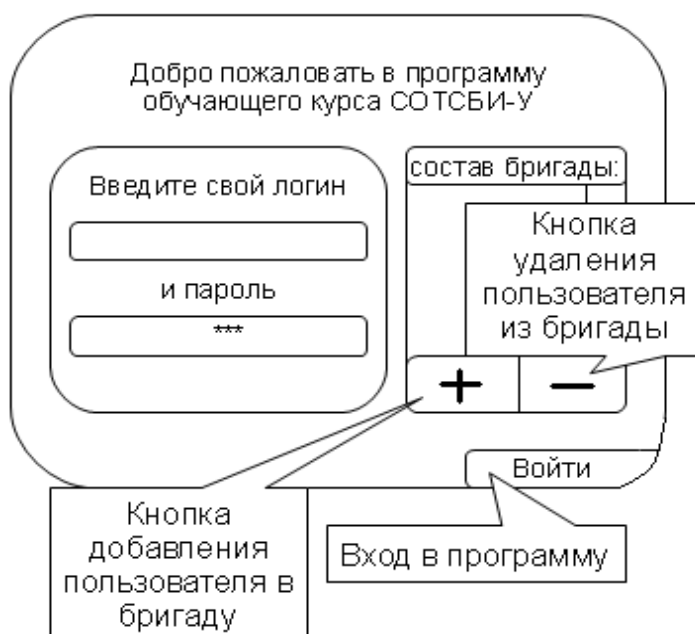 Добро пожаловать в программу
обучающего курса СОТСБИ-У
Введите свой логин
и пароль
***
состав бригады:
Кнопка
удаления
пользователя
из бригады
+ −
Войти
Кнопка
добавления
пользователя в
бригаду
Вход в программу